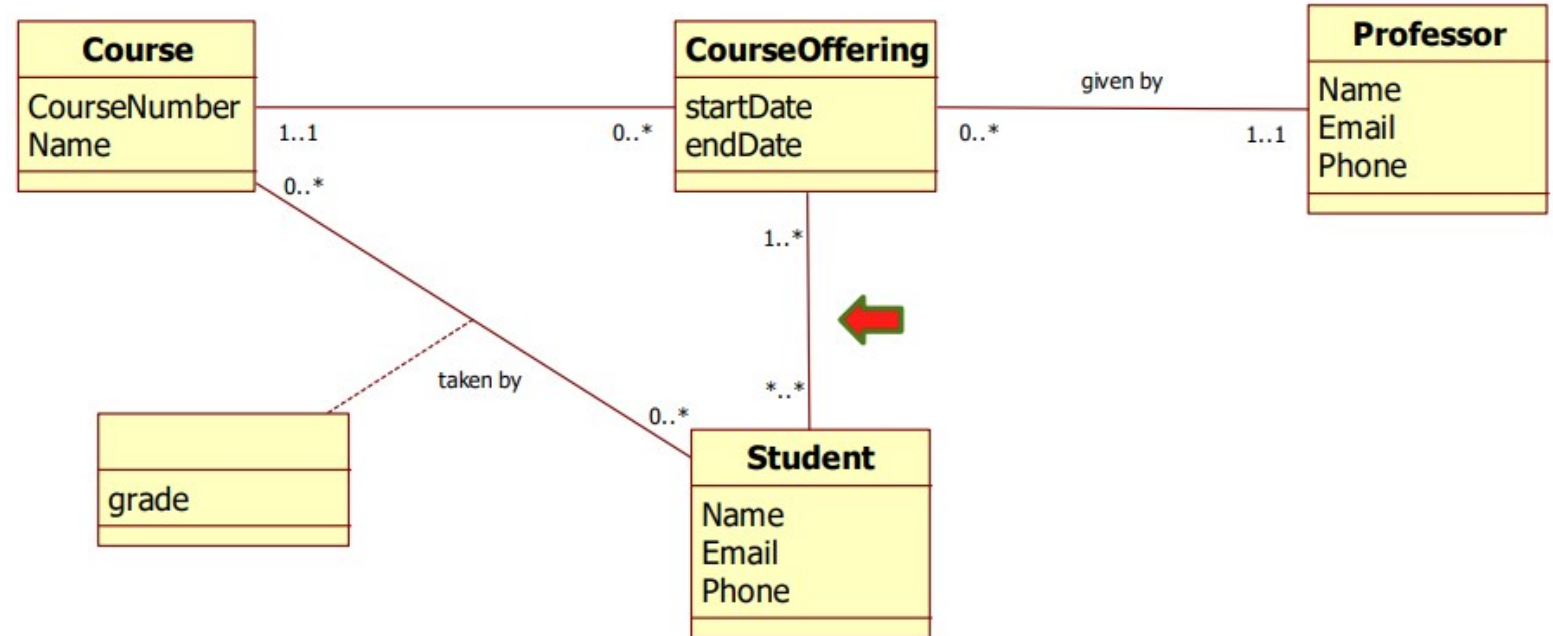 Course
CourseNumber
Name
1..1
0..*
0..*
CourseOffering
startDate
endDate
0..*
given by
1..1
Professor
Name
Email
Phone
1..*
*..*
taken by
0..*
grade
Student
Name
Email
Phone